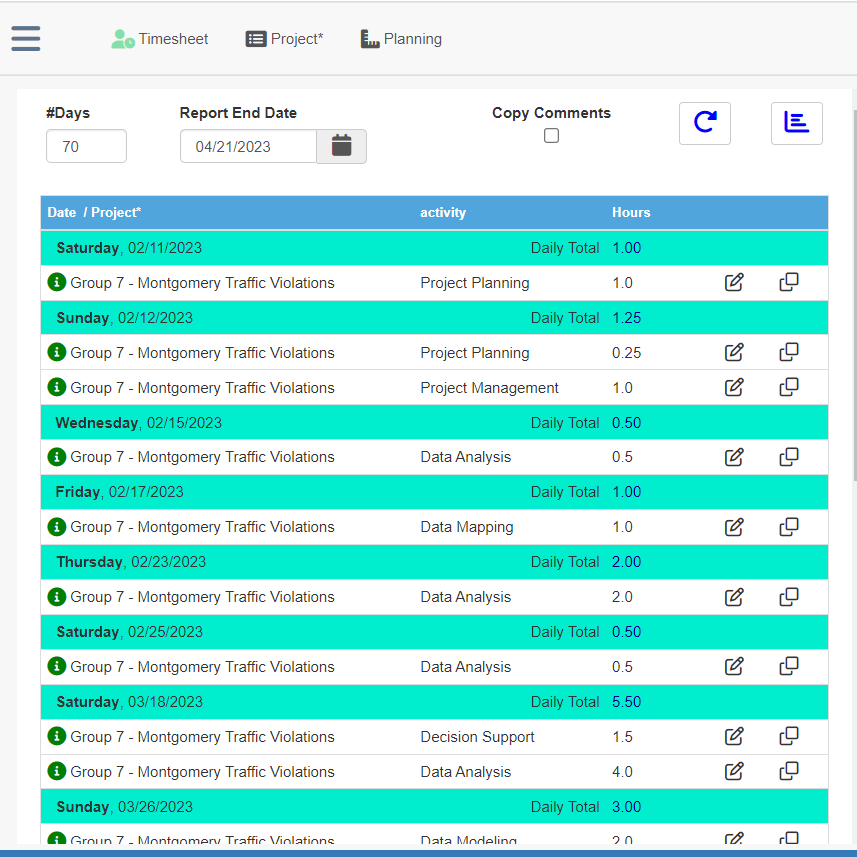 Timesheet Project* Planning
#Days Report End Date Copy Comments
70 04/21/2023
Date / Project* activity Hours
Saturday, 02/11/2023 Daily Total 1.00
Group 7 - Montgomery Traffic Violations Project Planning 1.0
Sunday, 02/12/2023 Daily Total 1.25
Group 7 - Montgomery Traffic Violations Project Planning 0.25
Group 7 - Montgomery Traffic Violations Project Management 1.0
Wednesday, 02/15/2023 Daily Total 0.50
Group 7 - Montgomery Traffic Violations Data Analysis 0.5
Friday, 02/17/2023 Daily Total 1.00
Group 7 - Montgomery Traffic Violations Data Mapping 1.0
Thursday, 02/23/2023 Daily Total 2.00
Group 7 - Montgomery Traffic Violations Data Analysis 2.0
Saturday, 02/25/2023 Daily Total 0.50
Group 7 - Montgomery Traffic Violations Data Analysis 0.5
Saturday, 03/18/2023 Daily Total 5.50
Group 7 - Montgomery Traffic Violations Decision Support 1.5
Group 7 - Montgomery Traffic Violations Data Analysis 4.0
Sunday, 03/26/2023 Daily Total 3.00
Group 7 - Montgomery Traffic Violations Data Modeling 2.0